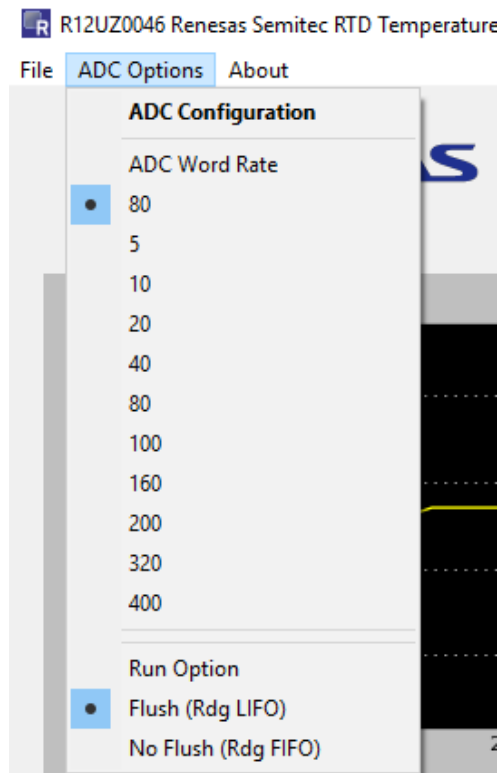 R12UZ0046 Renesas Semitec RTD Temperature
File ADC Options About
ADC Configuration
ADC Word Rate
80
5
10
20
40
80
100
160
200
320
400
Run Option
Flush (Rdg LIFO)
No Flush (Rdg FIFO)
2